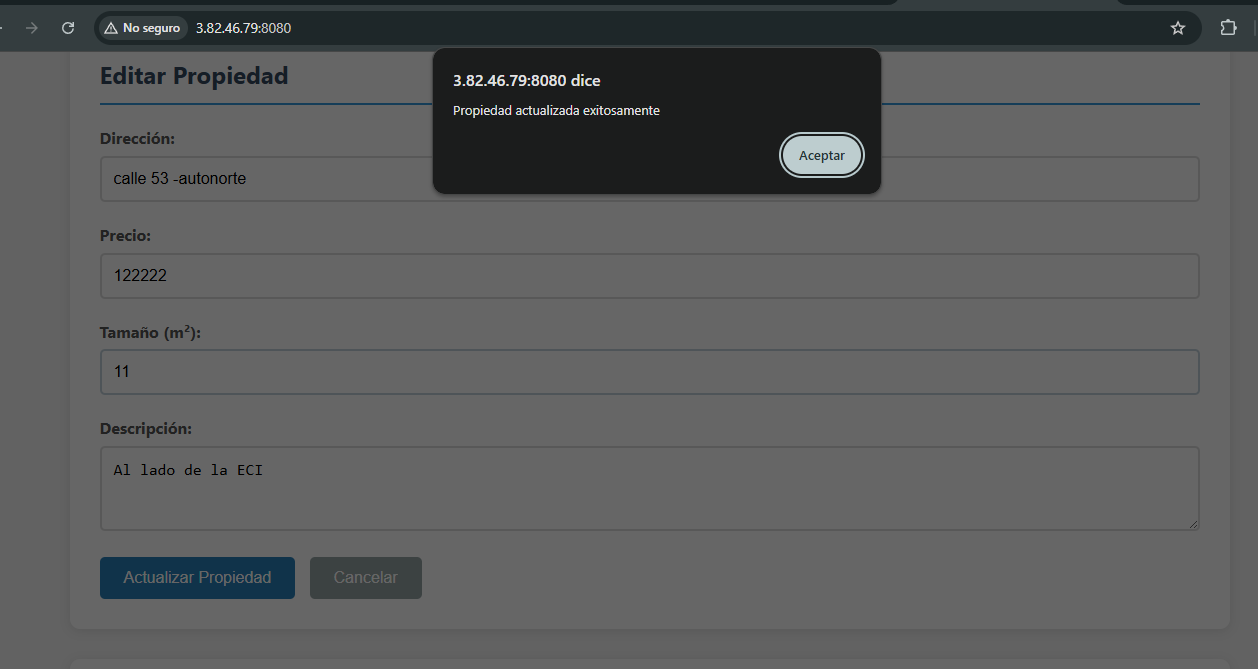 No seguro
3.82.46.79:8080
3.82.46.79:8080 dice
Propiedad actualizada exitosamente
Aceptar
Editar Propiedad
Dirección:
calle 53 -autonorte
Precio:
122222
Tamaño (m²):
11
Descripción:
Al lado de la ECI
Actualizar Propiedad
Cancelar